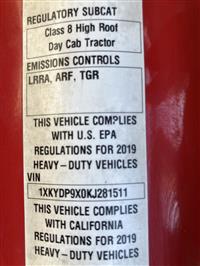 REGULATORY SUBCAT
Class 8 High Roof
Day Cab Tractor
EMISSIONS CONTROLS
LRRA, ARF, TGR
THIS VEHICLE COMPLIES
WITH U.S. EPA
REGULATIONS FOR 2019
HEAVY-DUTY VEHICLES
VIN
1XKYDP9X0KJ281511
THIS VEHICLE COMPLIES
WITH CALIFORNIA
REGULATIONS FOR 2019
HEAVY-DUTY VEHICLES